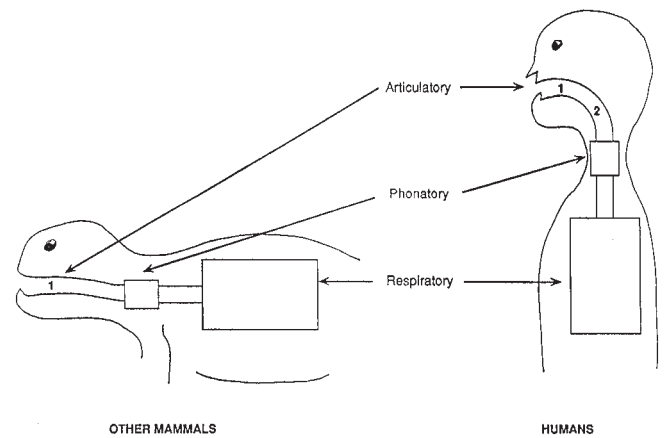 Articulatory
1
2
Phonatory
1
Respiratory
OTHER MAMMALS
HUMANS